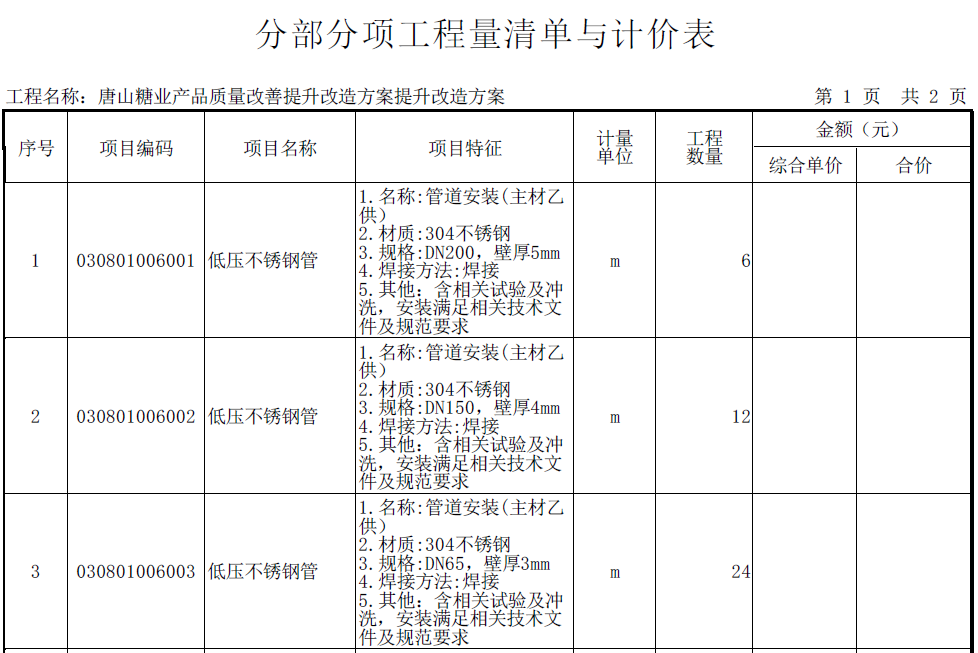 分部分项工程量清单与计价表
工程名称：唐山糖业产品质量改善提升改造方案提升改造方案
第 1 页 共 2 页
序号
项目编码
项目名称
项目特征
计量
单位
工程
数量
金额（元）
综合单价
合价
1
030801006001
低压不锈钢管
1.名称:管道安装(主材乙
供）
2.材质:304不锈钢
3.规格:DN200，壁厚5mm
4.焊接方法:焊接
5.其他：含相关试验及冲
洗，安装满足相关技术文
件及规范要求
m
6
2
030801006002
低压不锈钢管
1.名称:管道安装(主材乙
供）
2.材质:304不锈钢
3.规格:DN150，壁厚4mm
4.焊接方法:焊接
5.其他：含相关试验及冲
洗，安装满足相关技术文
件及规范要求
m
12
3
030801006003
低压不锈钢管
1.名称:管道安装(主材乙
供）
2.材质:304不锈钢
3.规格:DN65，壁厚3mm
4.焊接方法:焊接
5.其他：含相关试验及冲
洗，安装满足相关技术文
件及规范要求
m
24